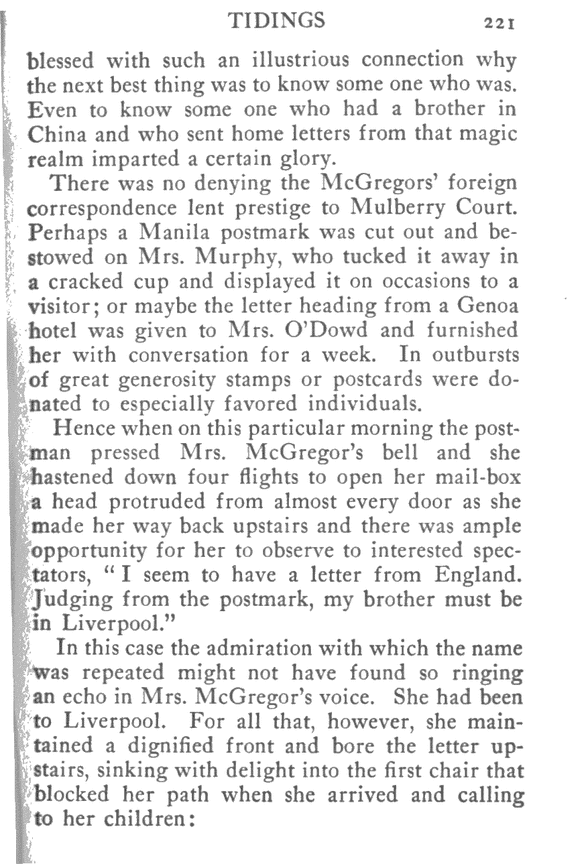 TIDINGS 221
blessed with such an illustrious connection why
the next best thing was to know some one who was.
Even to know some one who had a brother in
China and who sent home letters from that magic
realm imparted a certain glory.
There was no denying the McGregors' foreign
correspondence lent prestige to Mulberry Court.
Perhaps a Manila postmark was cut out and be-
stowed on Mrs. Murphy, who tucked it away in
a cracked cup and displayed it on occasions to a
visitor; or maybe the letter heading from a Genoa
hotel was given to Mrs. O'Dowd and furnished
her with conversation for a week. In outbursts
of great generosity stamps or postcards were do-
nated to especially favored individuals.
Hence when on this particular morning the post-
man pressed Mrs. McGregor's bell and she
hastened down four flights to open her mail-box
a head protruded from almost every door as she
made her way back upstairs and there was ample
opportunity for her to observe to interested spec-
tators, "I seem to have a letter from England.
Judging from the postmark, my brother must be
in Liverpool."
In this case the admiration with which the name
was repeated might not have found so ringing
an echo in Mrs. McGregor's voice. She had been
to Liverpool. For all that, however, she main-
tained a dignified front and bore the letter up-
stairs, sinking with delight into the first chair that
blocked her path when she arrived and calling
to her children: